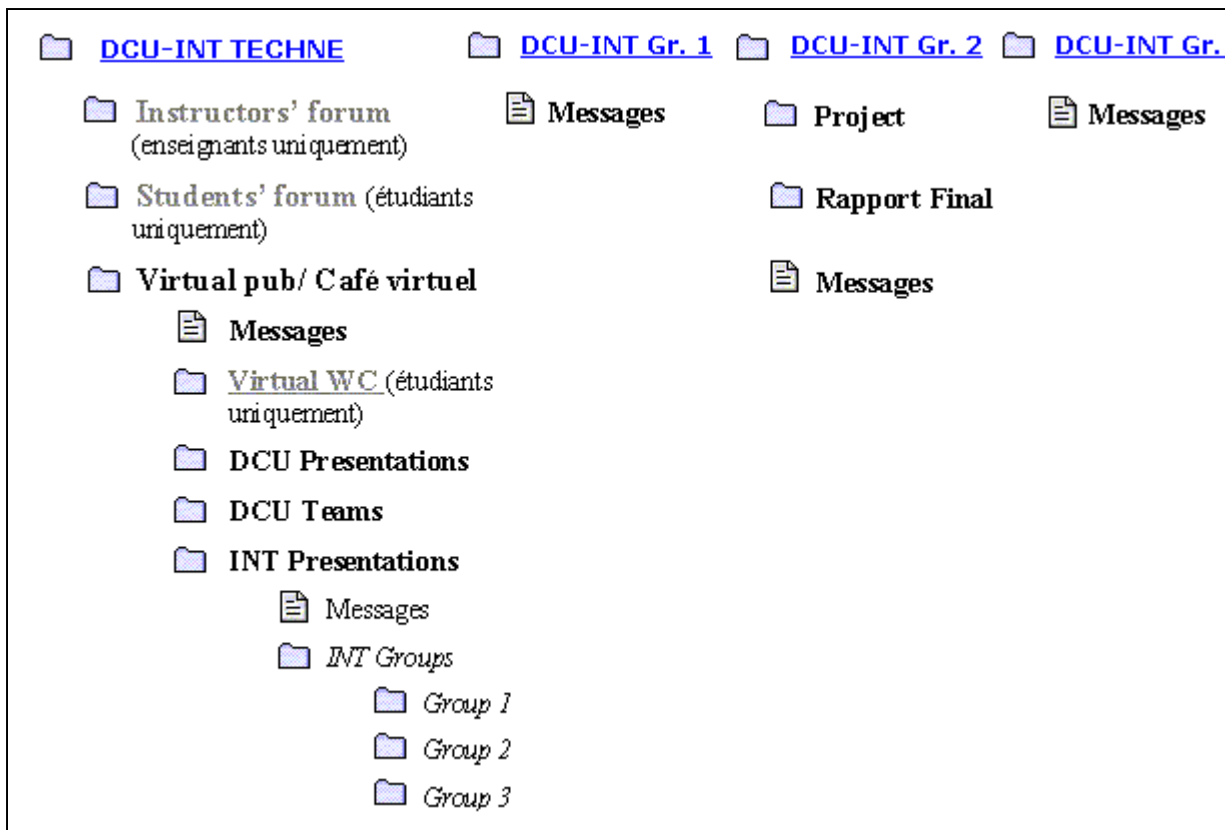 DCU-INT TECHNE DCU-INT Gr. 1 DCU-INT Gr. 2 DCU-INT Gr.
Instructors' forum
(enseignants uniquement)
Messages
Project
Messages
Students' forum (étudiants
uniquement)
Rapport Final
Virtual pub/ Café virtuel
Messages
Messages
Virtual WC (étudiants
uniquement)
DCU Presentations
DCU Teams
INT Presentations
Messages
INT Groups
Group 1
Group 2
Group 3